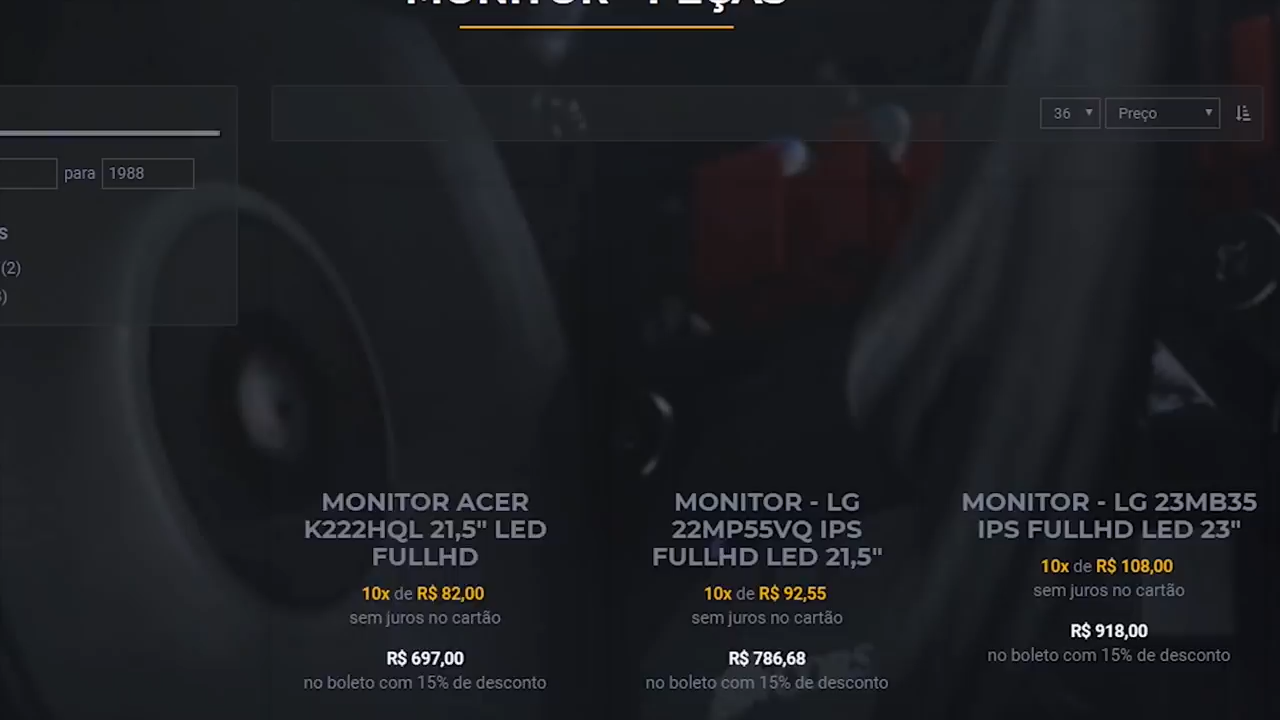 MONITOR - PEÇAS
36
Preço
para
1988
S
(2)
)
MONITOR ACER
K222HQL 21,5" LED
FULLHD
10x de R$ 82,00
sem juros no cartão
R$ 697,00
no boleto com 15% de desconto
MONITOR - LG
22MP55VQ IPS
FULLHD LED 21,5"
10x de R$ 92,55
sem juros no cartão
R$ 786,68
no boleto com 15% de desconto
MONITOR - LG 23MB35
IPS FULLHD LED 23"
10x de R$ 108,00
sem juros no cartão
R$ 918,00
no boleto com 15% de desconto